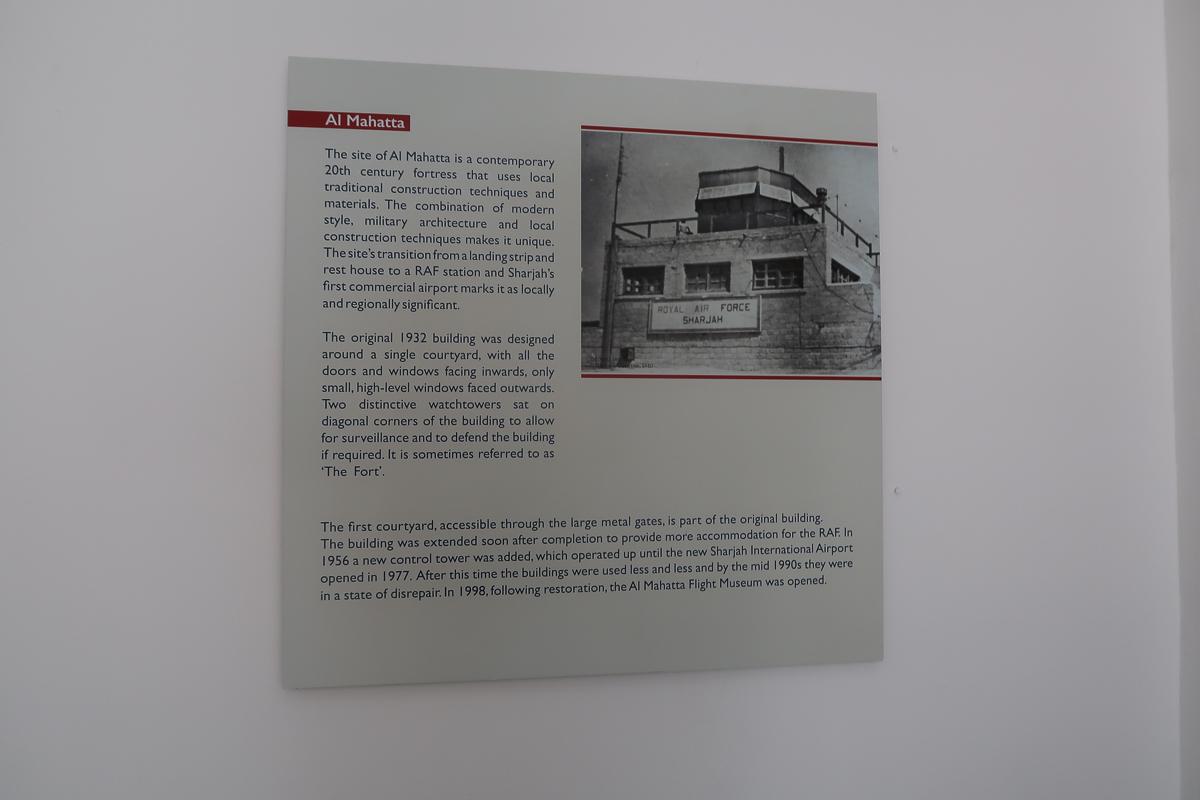 Al Mahatta
The site of Al Mahatta is a contemporary
20th century fortress that uses local
traditional construction techniques and
materials. The combination of modern
style, military architecture and local
construction techniques makes it unique.
The site's transition from a landing strip and
rest house to a RAF station and Sharjah's
first commercial airport marks it as locally
and regionally significant.
The original 1932 building was designed
around a single courtyard, with all the
doors and windows facing inwards, only
small, high-level windows faced outwards.
Two distinctive watchtowers sat on
diagonal corners of the building to allow
for surveillance and to defend the building
if required. It is sometimes referred to as
'The Fort'.
ROYAL AIR FORCE
SHARJAH
The first courtyard, accessible through the large metal gates, is part of the original building.
The building was extended soon after completion to provide more accommodation for the RAF. In
1956 a new control tower was added, which operated up until the new Sharjah International Airport
opened in 1977. After this time the buildings were used less and less and by the mid 1990s they were
in a state of disrepair. In 1998, following restoration, the Al Mahatta Flight Museum was opened.